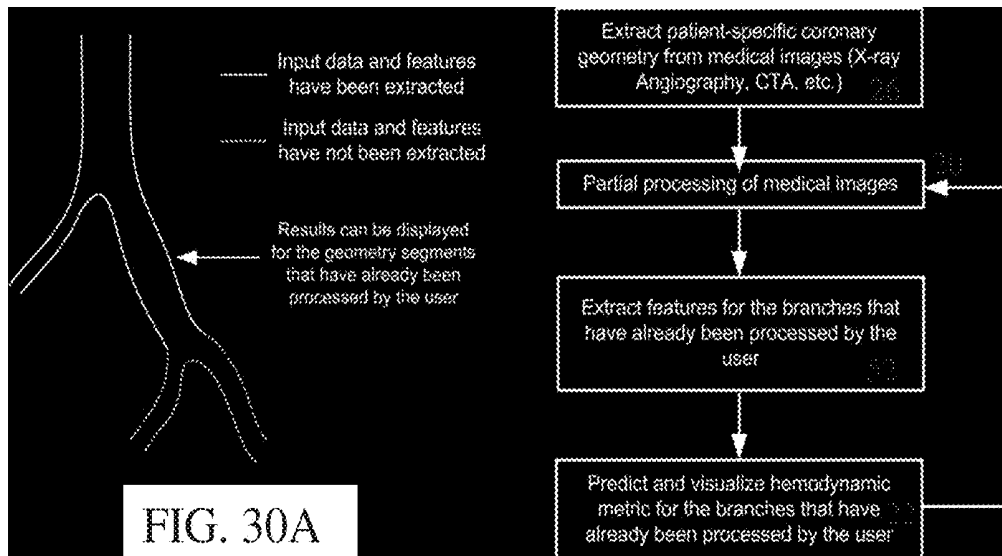 Input data and features
have been extracted
Input data and features
have not been extracted
Results can be displayed
for the geometry segments
that have already been
processed by the user
FIG. 30A
Extract patient-specific coronary
geometry from medical images (X-ray
Angiography, CTA, etc.)
26
Partial processing of medical images
30
Extract features for the branches that
have already been processed by the
user
32
Predict and visualize hemodynamic
metric for the branches that have
already been processed by the user